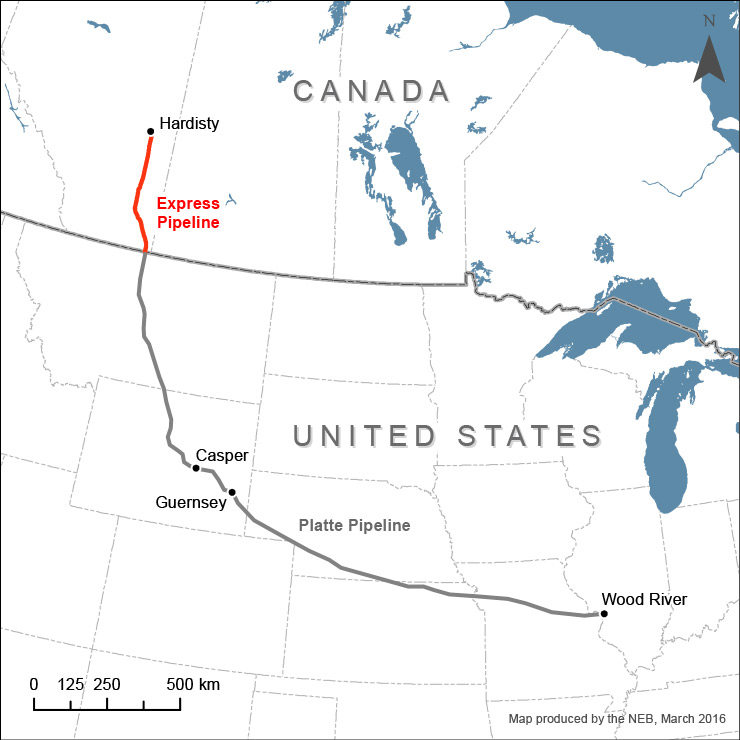 N
CANADA
Hardisty
Express
Pipeline
UNITED STATES
Casper
Guernsey
Platte Pipeline
Wood River
0 125 250 500 km
Map produced by the NEB, March 2016